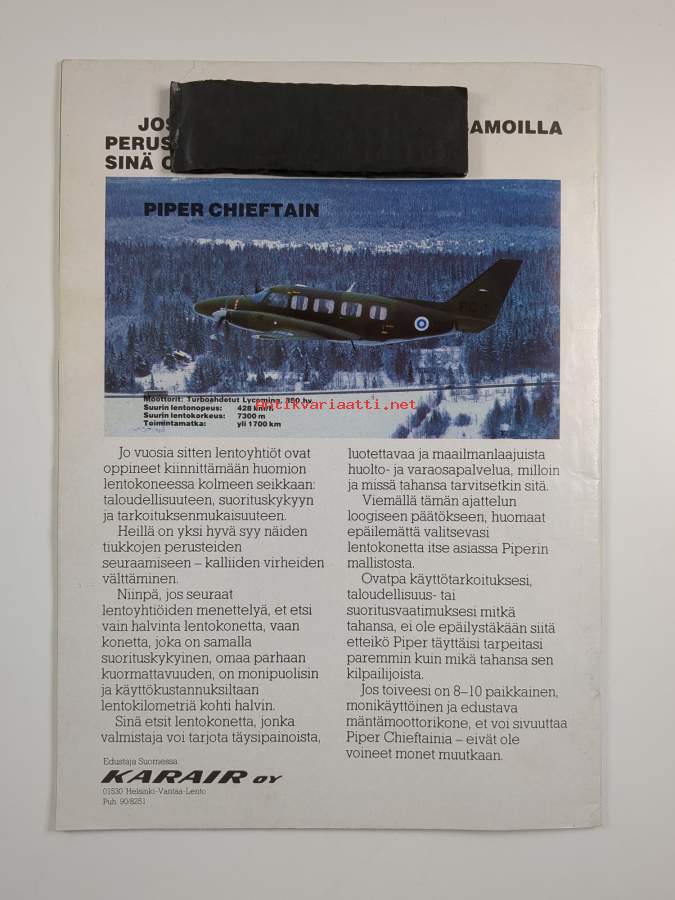 JOS AMOILLA
PERUS
SINÄ
PIPER CHIEFTAIN
Moottorit: Turboahdetut Lycoming, 350 hv
Suurin lentonopeus: 428 km/h
Suurin lentokorkeus: 7300 m
Toimintamatka: yli 1700 km
antikvariaatti.net
Jo vuosia sitten lentoyhtiöt ovat
oppineet kiinnittämään huomion
lentokoneessa kolmeen seikkaan:
taloudellisuuteen, suorituskykyyn
ja tarkoituksenmukaisuuteen.
Heillä on yksi hyvä syy näiden
tiukkojen perusteiden
seuraamiseen – kalliiden virheiden
välttäminen.
Niinpä, jos seuraat
lentoyhtiöiden menettelyä, et etsi
vain halvinta lentokonetta, vaan
konetta, joka on samalla
suorituskykyinen, omaa parhaan
kuormattavuuden, on monipuolisin
ja käyttökustannuksiltaan
lentokilometriä kohti halvin.
Sinä etsit lentokonetta, jonka
valmistaja voi tarjota täysipainoista,
luotettavaa ja maailmanlaajuista
huolto- ja varaosapalvelua, milloin
ja missä tahansa tarvitsetkin sitä.
Viemällä tämän ajattelun
loogiseen päätökseen, huomaat
epäilemättä valitsevasi
lentokonetta itse asiassa Piperin
mallistosta.
Ovatpa käyttötarkoituksesi,
taloudellisuus- tai
suoritusvaatimuksesi mitkä
tahansa, ei ole epäilystäkään siitä
etteikö Piper täyttäisi tarpeitasi
paremmin kuin mikä tahansa sen
kilpailijoista.
Jos toiveesi on 8–10 paikkainen,
monikäyttöinen ja edustava
mäntämoottorikone, et voi sivuuttaa
Piper Chieftainia – eivät ole
voineet monet muutkaan.
Edustaja Suomessa
KARAIR OY
01530 Helsinki-Vantaa-Lento
Puh. 90/8251